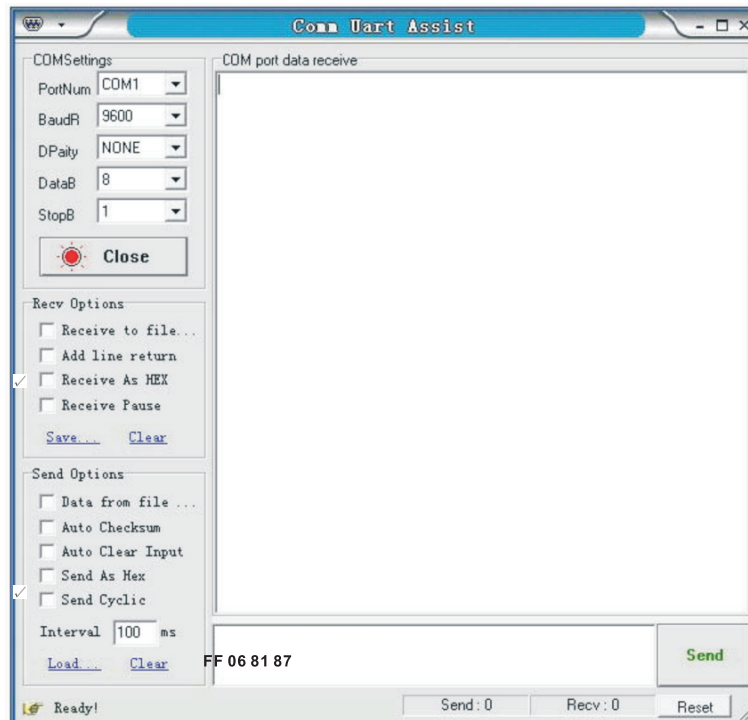 Comm Uart Assist
COMSettings
PortNum COM1
BaudR 9600
DPaity NONE
DataB 8
StopB 1
Close
Recv Options
Receive to file...
Add line return
Receive As HEX
Receive Pause
Save... Clear
Send Options
Data from file ...
Auto Checksum
Auto Clear Input
Send As Hex
Send Cyclic
Interval 100 ms
Load... Clear
COM port data receive
FF 06 81 87
Send
Ready!
Send : 0
Recv : 0
Reset